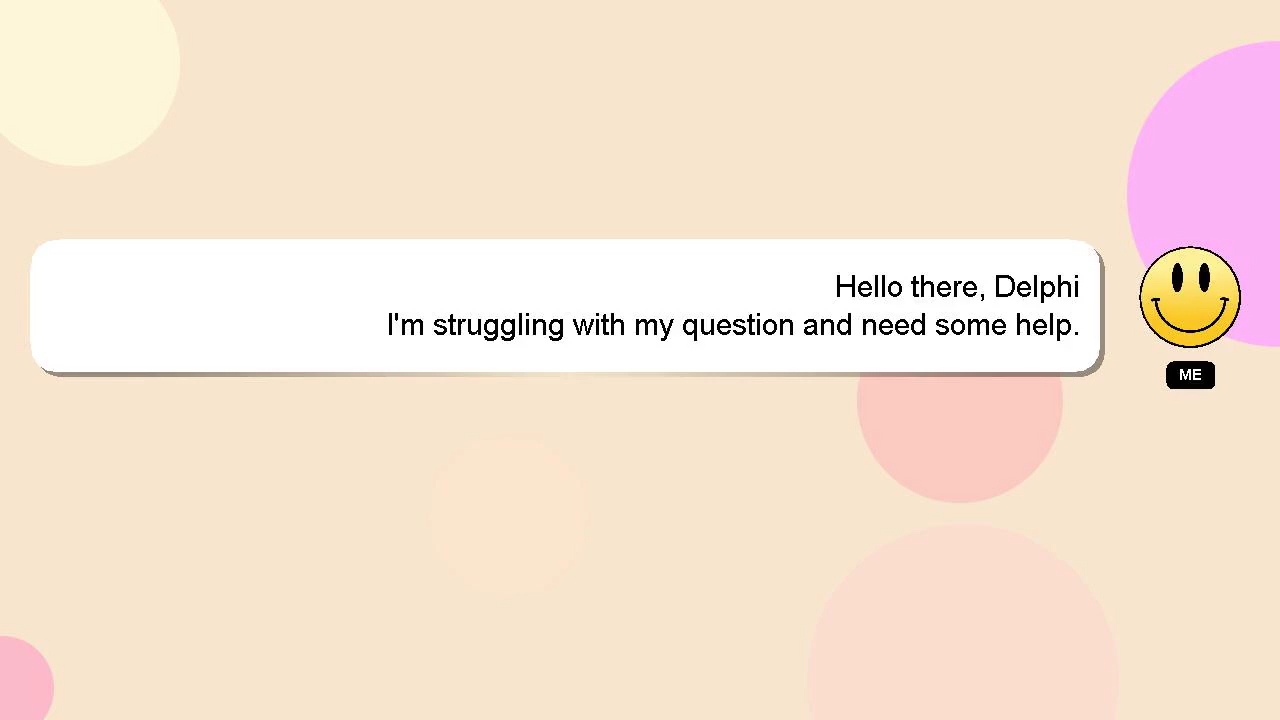 Hello there, Delphi
I'm struggling with my question and need some help.
ME